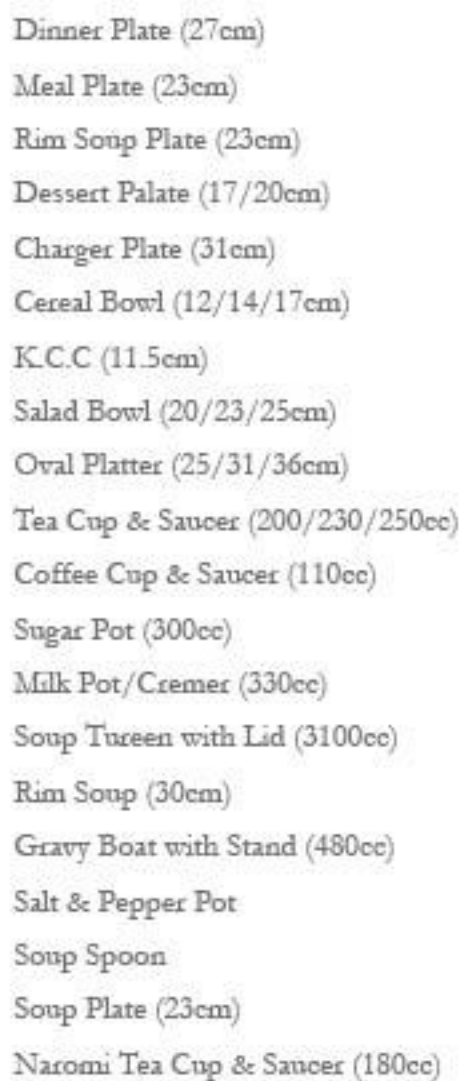 Dinner Plate (27cm)
Meal Plate (23cm)
Rim Soup Plate (23cm)
Dessert Palate (17/20cm)
Charger Plate (31cm)
Cereal Bowl (12/14/17cm)
K.C.C (11.5cm)
Salad Bowl (20/23/25cm)
Oval Platter (25/31/36cm)
Tea Cup & Saucer (200/230/250cc)
Coffee Cup & Saucer (110cc)
Sugar Pot (300cc)
Milk Pot/Cremer (330cc)
Soup Tureen with Lid (3100cc)
Rim Soup (30cm)
Gravy Boat with Stand (480cc)
Salt & Pepper Pot
Soup Spoon
Soup Plate (23cm)
Naromi Tea Cup & Saucer (180cc)